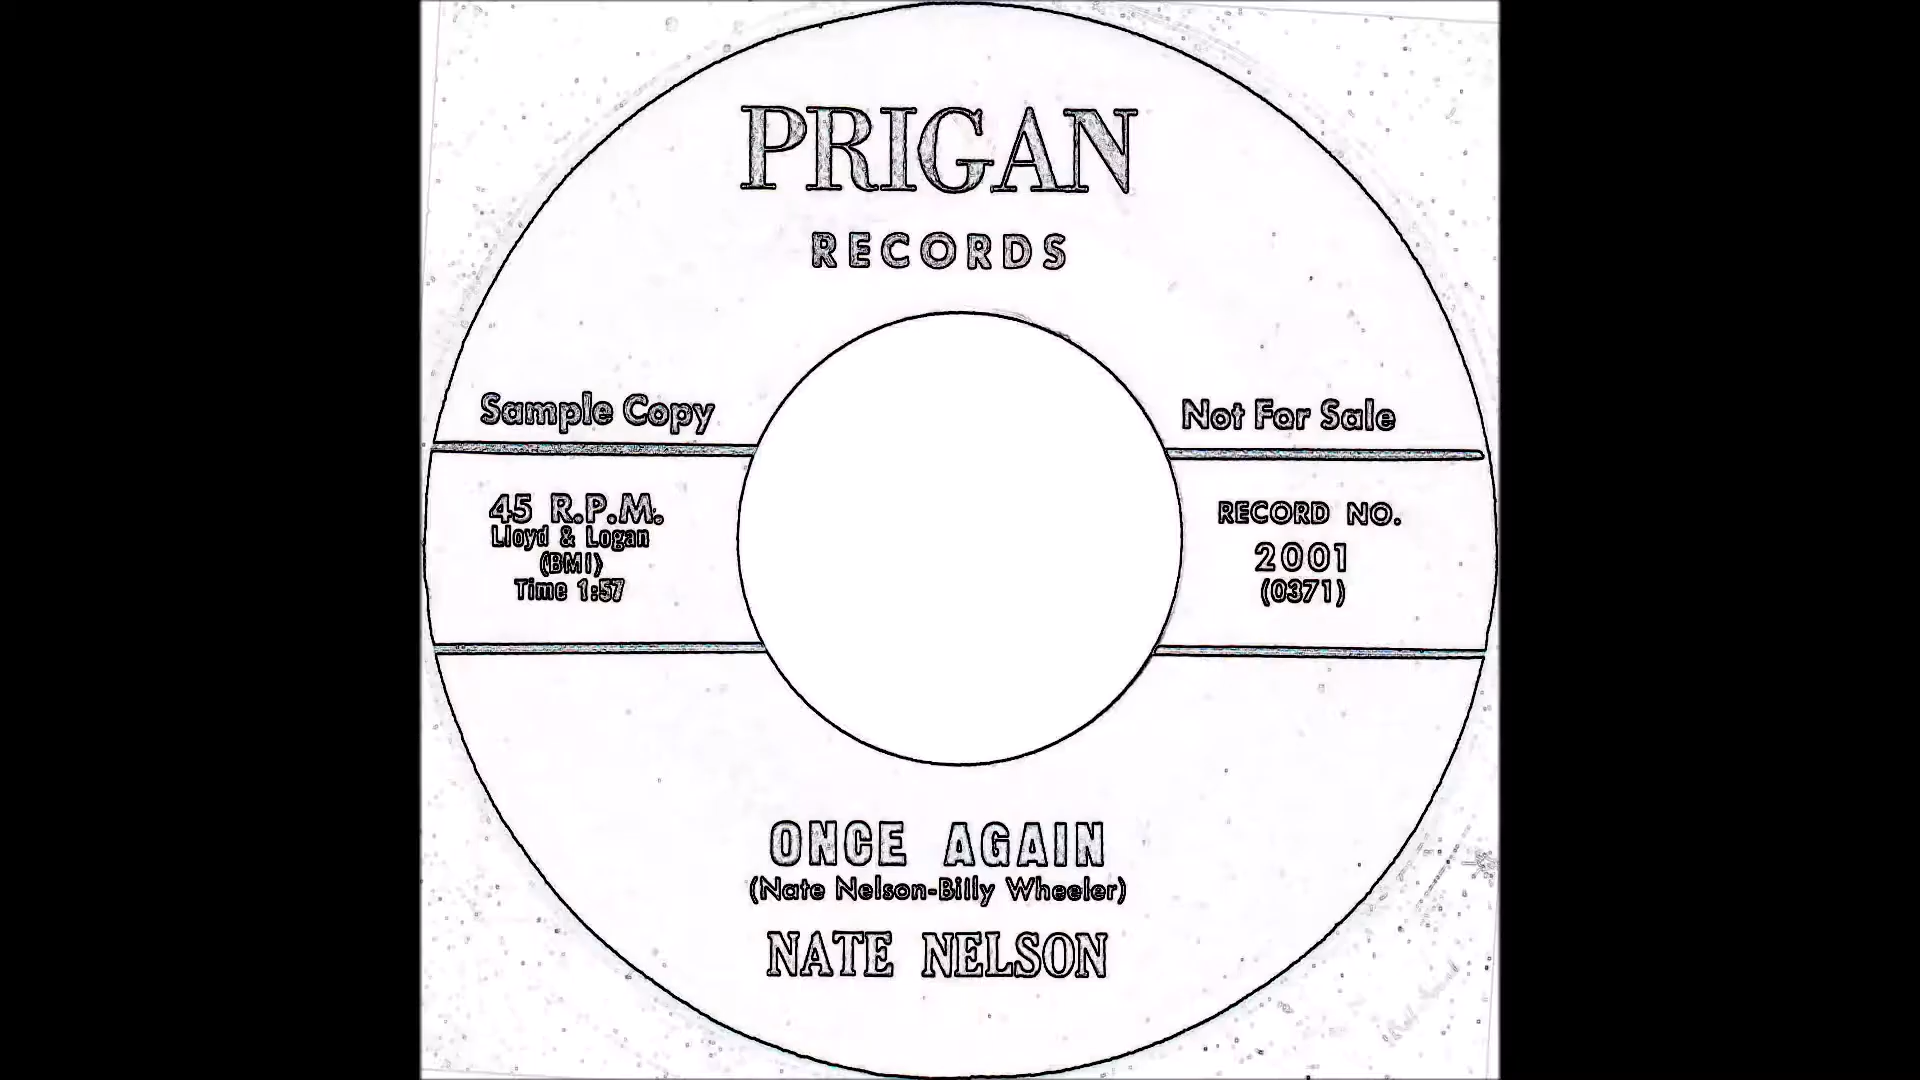 PRIGAN
RECORDS
Sample Copy
Not For Sale
45 R.P.M.
Lloyd & Logan
(BMI)
Time 1:57
RECORD NO.
2001
(0371)
ONCE AGAIN
(Nate Nelson-Billy Wheeler)
NATE NELSON